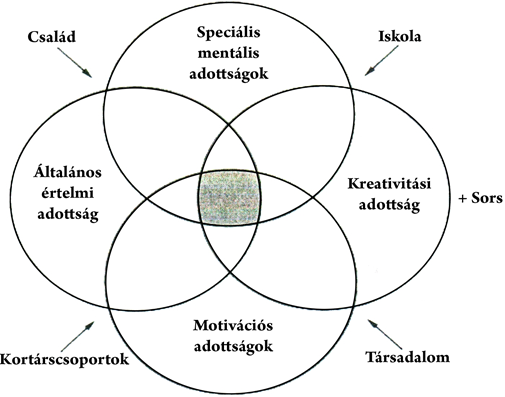 Család
Speciális
mentális
adottságok
Iskola
Általános
értelmi
adottság
Kreativitási
adottság
+ Sors
Motivációs
adottságok
Kortárscsoportok
Társadalom